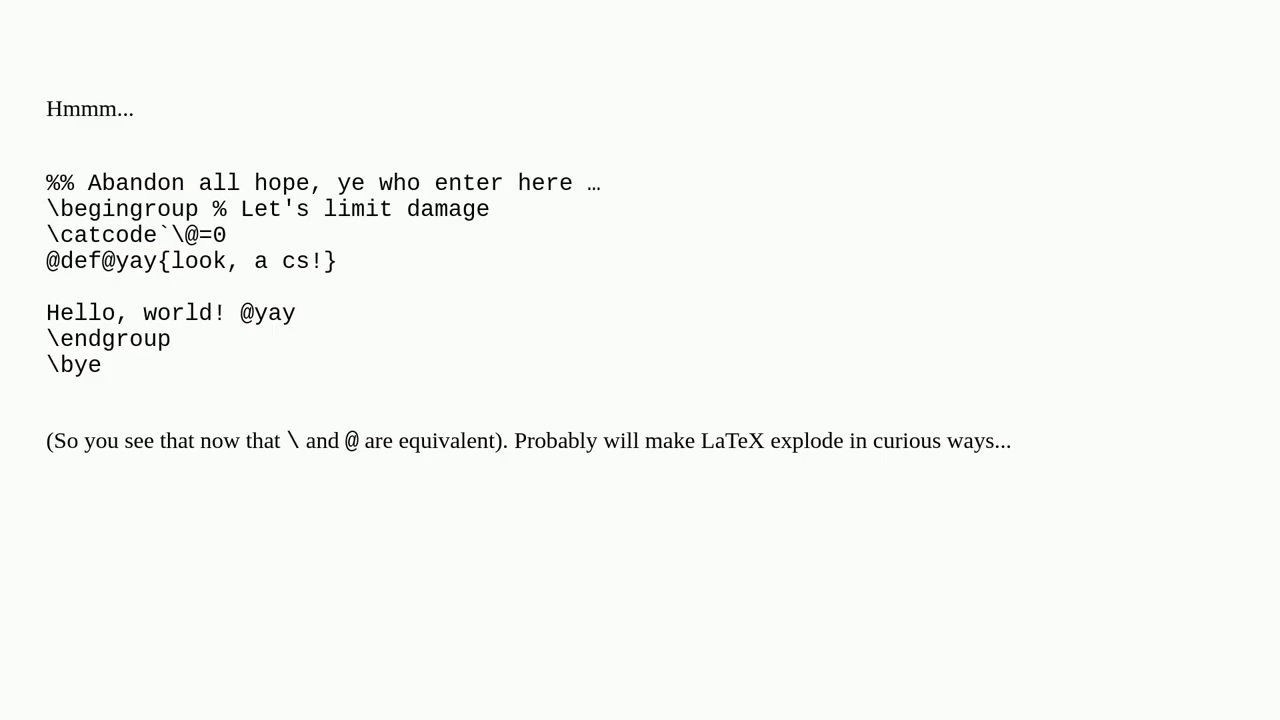 Hmmm...
%% Abandon all hope, ye who enter here …
\begingroup % Let's limit damage
\catcode`\@=0
@def@yay{look, a cs!}
Hello, world! @yay
\endgroup
\bye
(So you see that now that \ and @ are equivalent). Probably will make LaTeX explode in curious ways...